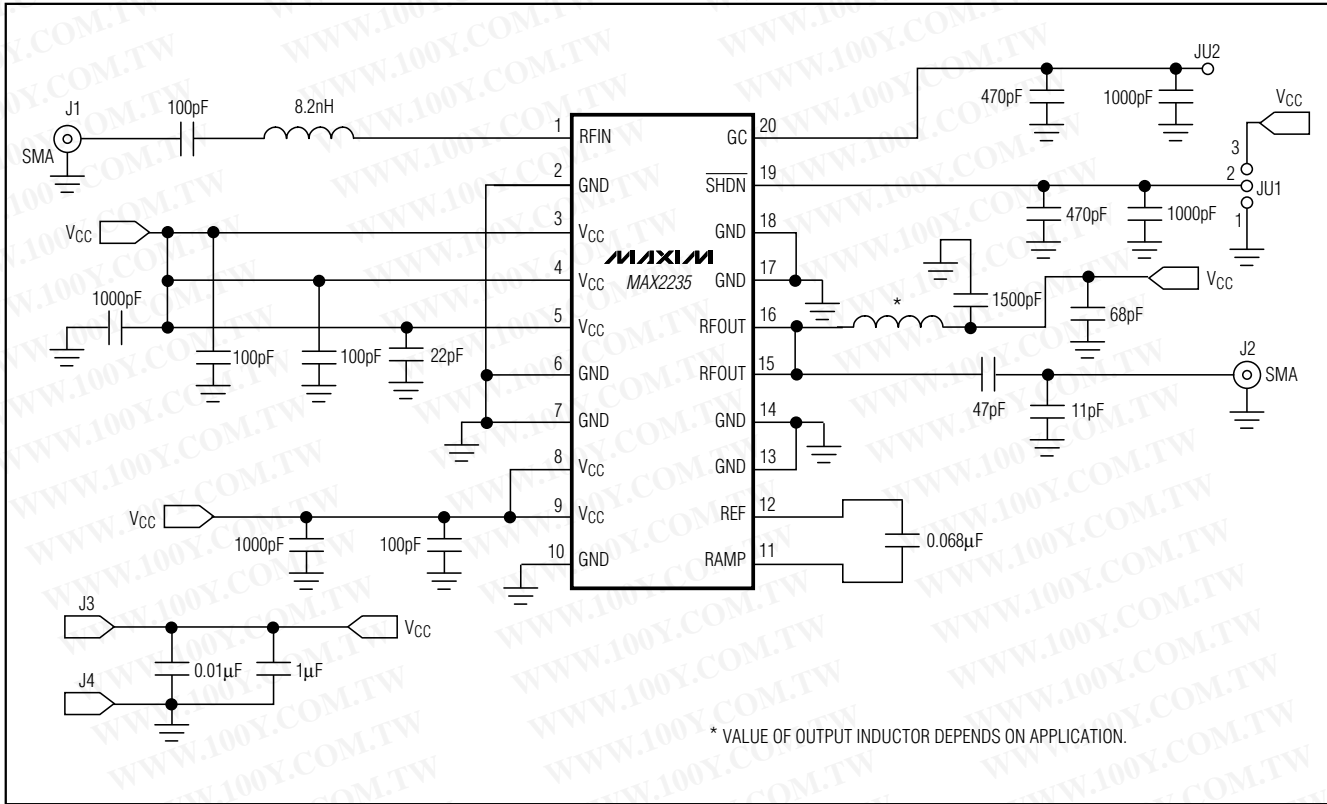 JU2
J1
100pF
8.2nH
470pF
1000pF
VCC
1
RFIN
GC
20
3
SMA
2
GND
SHDN
19
2
JU1
VCC
3
VCC
GND
18
470pF
1000pF
1
MAXIM
MAX2235
4
VCC
GND
17
VCC
1000pF
*
1500pF
5
VCC
RFOUT
16
68pF
100pF
100pF
22pF
RFOUT
15
J2
SMA
6
GND
47pF
11pF
7
GND
GND
14
8
VCC
GND
13
VCC
9
VCC
REF
12
1000pF
100pF
0.068µF
10
GND
RAMP
11
J3
VCC
0.01µF
1µF
J4
* VALUE OF OUTPUT INDUCTOR DEPENDS ON APPLICATION.
WWW.100Y.COM.TW